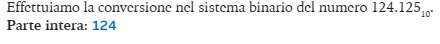 Effettuiamo la conversione nel sistema binario del numero 124.125₁₀.
Parte intera: 124